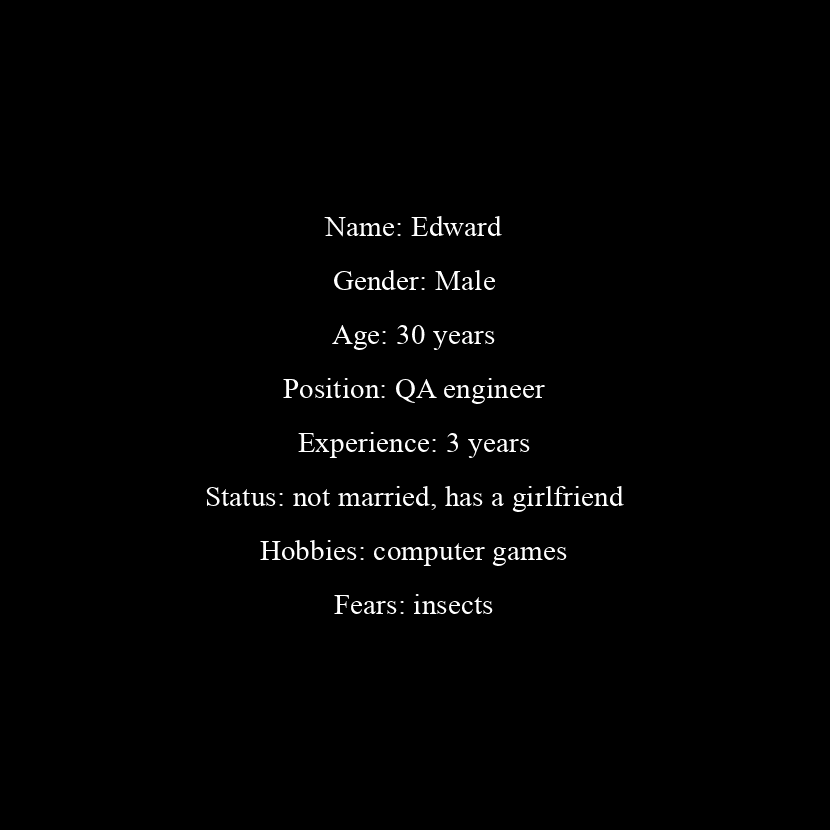 Name: Edward
Gender: Male
Age: 30 years
Position: QA engineer
Experience: 3 years
Status: not married, has a girlfriend
Hobbies: computer games
Fears: insects